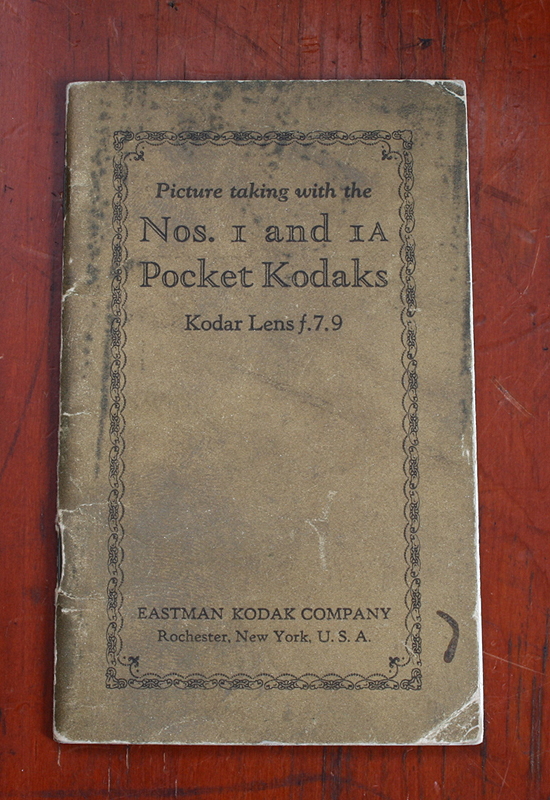 Picture taking with the
Nos. 1 and 1A
Pocket Kodaks
Kodar Lens f.7.9
EASTMAN KODAK COMPANY
Rochester, New York, U. S. A.